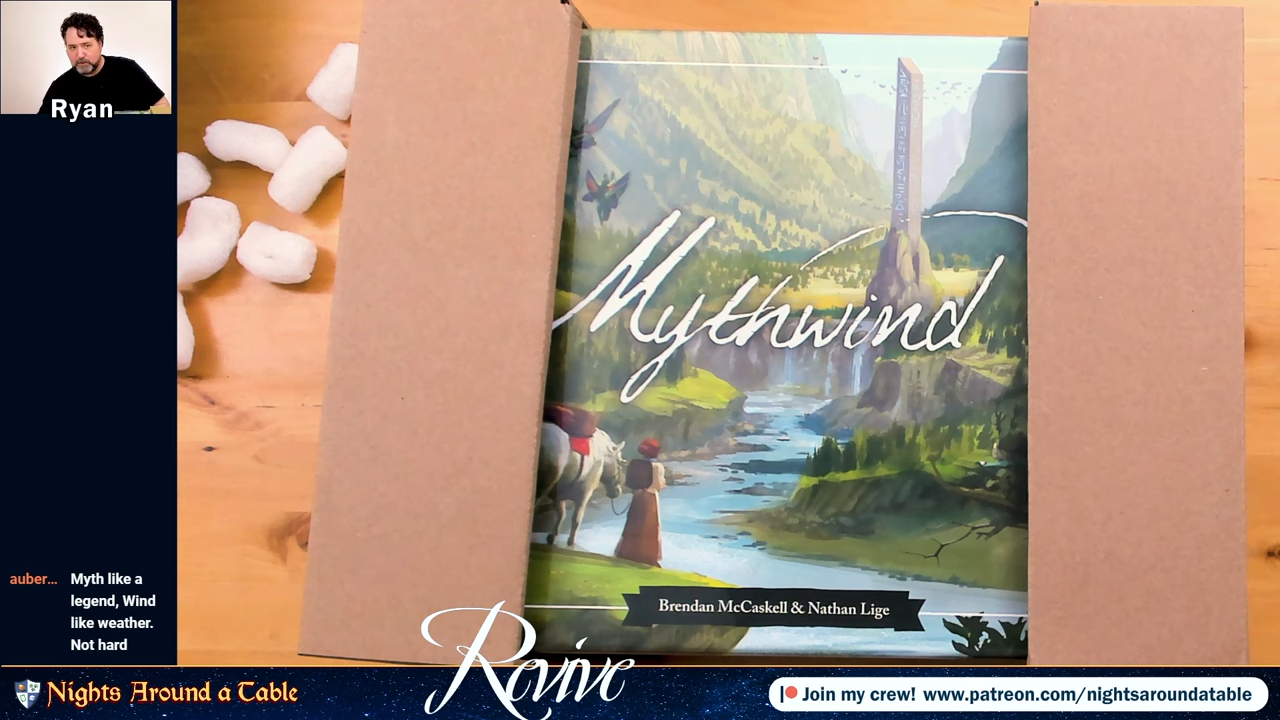 Ryan
Mythwind
Brendan McCaskell & Nathan Lige
auber… Myth like a
legend, Wind
like weather.
Not hard
Revive
Nights Around a Table
Join my crew! www.patreon.com/nightsaroundatable